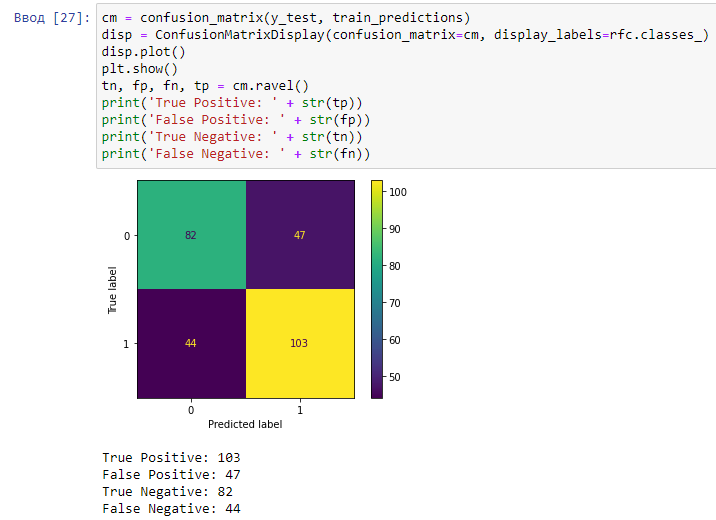 Ввод [27]: cm = confusion_matrix(y_test, train_predictions)
disp = ConfusionMatrixDisplay(confusion_matrix=cm, display_labels=rfc.classes_)
disp.plot()
plt.show()
tn, fp, fn, tp = cm.ravel()
print('True Positive: ' + str(tp))
print('False Positive: ' + str(fp))
print('True Negative: ' + str(tn))
print('False Negative: ' + str(fn))
100
90
80
70
60
50
0
82
47
True label
1
44
103
0
1
Predicted label
True Positive: 103
False Positive: 47
True Negative: 82
False Negative: 44